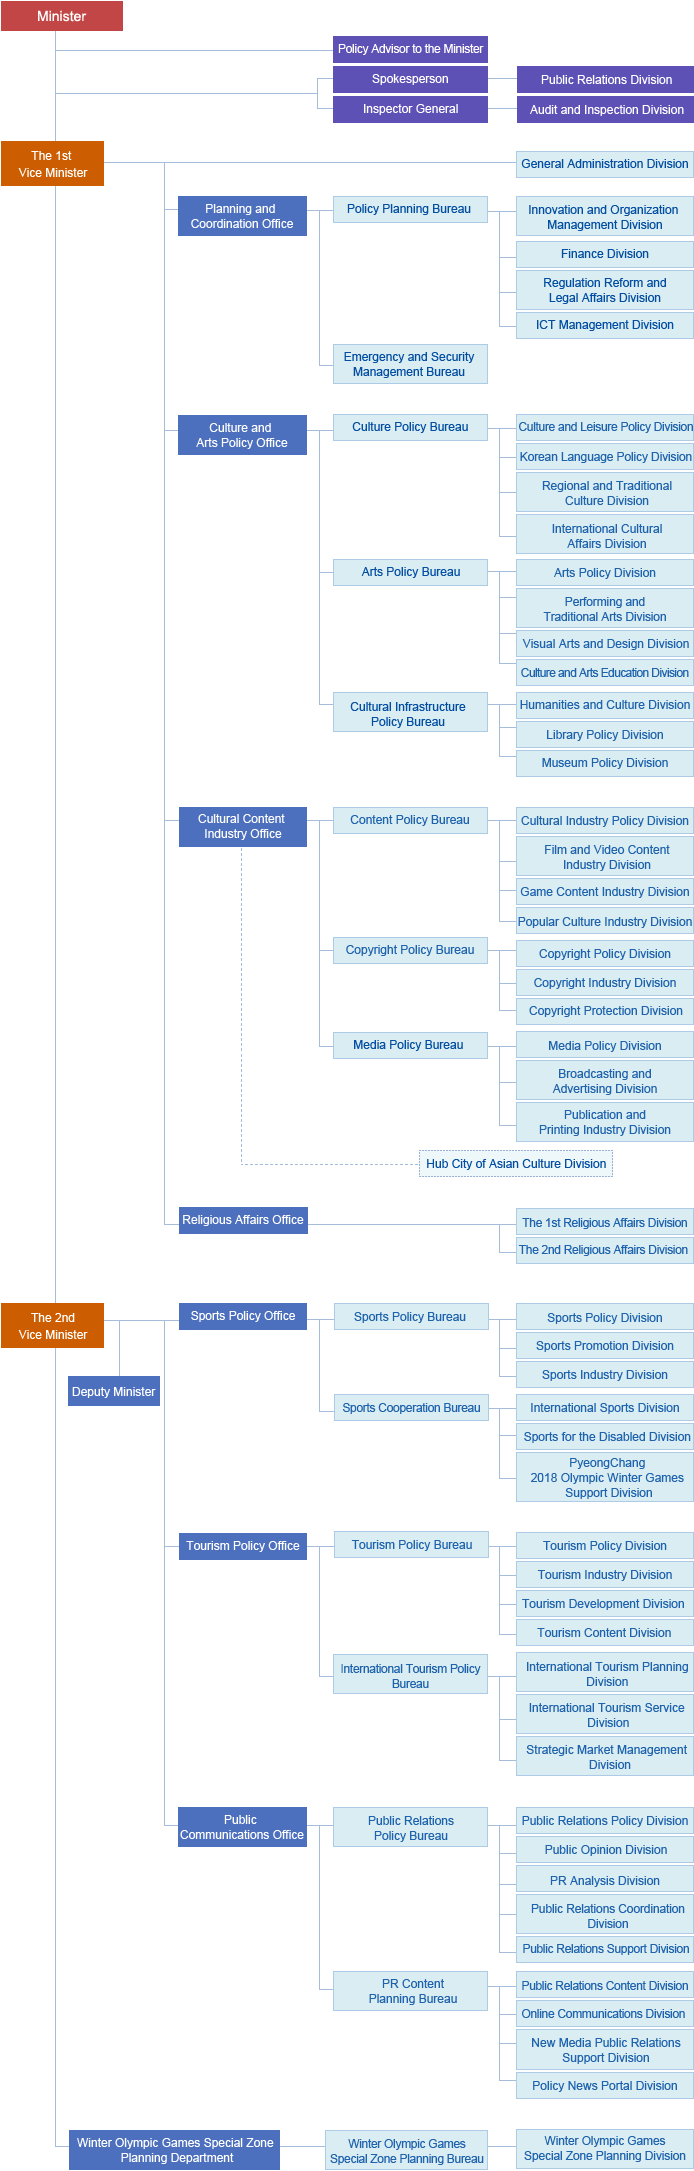 Minister
Policy Advisor to the Minister
Spokesperson
Public Relations Division
Inspector General
Audit and Inspection Division
The 1st
Vice Minister
General Administration Division
Planning and
Coordination Office
Policy Planning Bureau
Innovation and Organization
Management Division
Finance Division
Regulation Reform and
Legal Affairs Division
ICT Management Division
Emergency and Security
Management Bureau
Culture and
Arts Policy Office
Culture Policy Bureau
Culture and Leisure Policy Division
Korean Language Policy Division
Regional and Traditional
Culture Division
International Cultural
Affairs Division
Arts Policy Bureau
Arts Policy Division
Performing and
Traditional Arts Division
Visual Arts and Design Division
Culture and Arts Education Division
Cultural Infrastructure
Policy Bureau
Humanities and Culture Division
Library Policy Division
Museum Policy Division
Cultural Content
Industry Office
Content Policy Bureau
Cultural Industry Policy Division
Film and Video Content
Industry Division
Game Content Industry Division
Popular Culture Industry Division
Copyright Policy Bureau
Copyright Policy Division
Copyright Industry Division
Copyright Protection Division
Media Policy Bureau
Media Policy Division
Broadcasting and
Advertising Division
Publication and
Printing Industry Division
Hub City of Asian Culture Division
Religious Affairs Office
The 1st Religious Affairs Division
The 2nd Religious Affairs Division
The 2nd
Vice Minister
Deputy Minister
Sports Policy Office
Sports Policy Bureau
Sports Policy Division
Sports Promotion Division
Sports Industry Division
Sports Cooperation Bureau
International Sports Division
Sports for the Disabled Division
PyeongChang
2018 Olympic Winter Games
Support Division
Tourism Policy Office
Tourism Policy Bureau
Tourism Policy Division
Tourism Industry Division
Tourism Development Division
Tourism Content Division
International Tourism Policy
Bureau
International Tourism Planning
Division
International Tourism Service
Division
Strategic Market Management
Division
Public
Communications Office
Public Relations
Policy Bureau
Public Relations Policy Division
Public Opinion Division
PR Analysis Division
Public Relations Coordination
Division
Public Relations Support Division
PR Content
Planning Bureau
Public Relations Content Division
Online Communications Division
New Media Public Relations
Support Division
Policy News Portal Division
Winter Olympic Games Special Zone
Planning Department
Winter Olympic Games
Special Zone Planning Bureau
Winter Olympic Games
Special Zone Planning Division